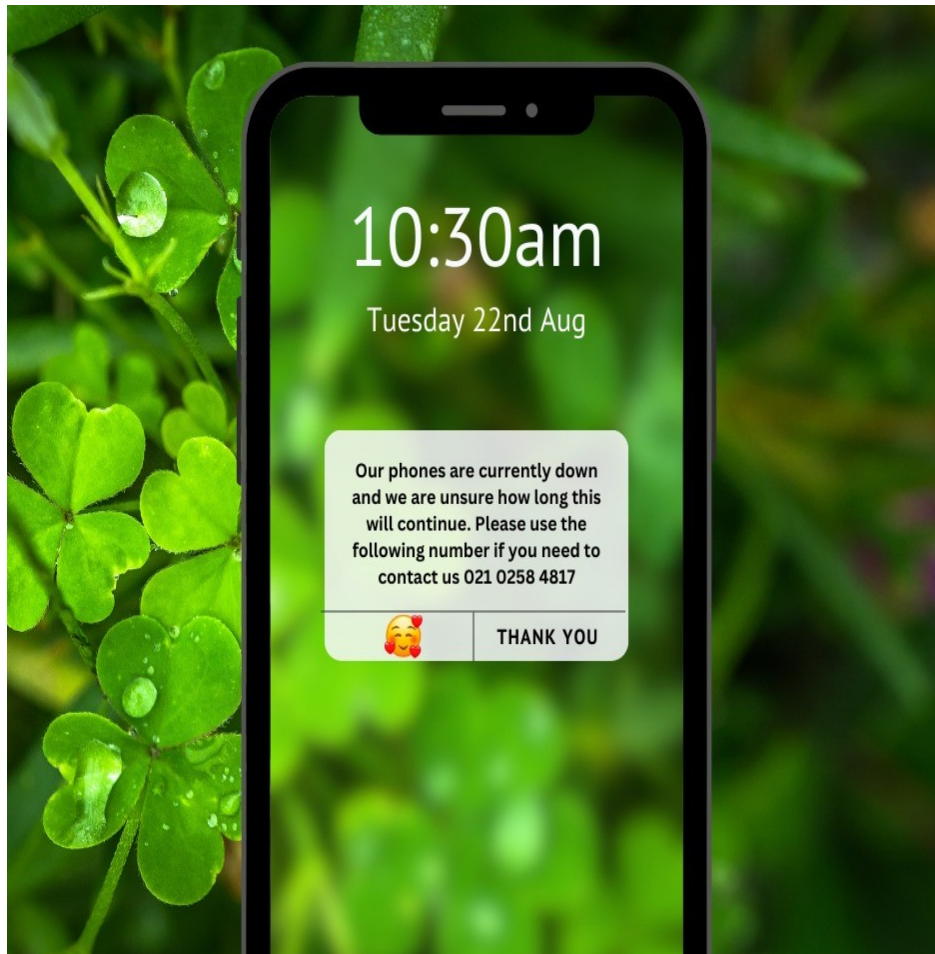 10:30am
Tuesday 22nd Aug
Our phones are currently down
and we are unsure how long this
will continue. Please use the
following number if you need to
contact us 021 0258 4817
THANK YOU